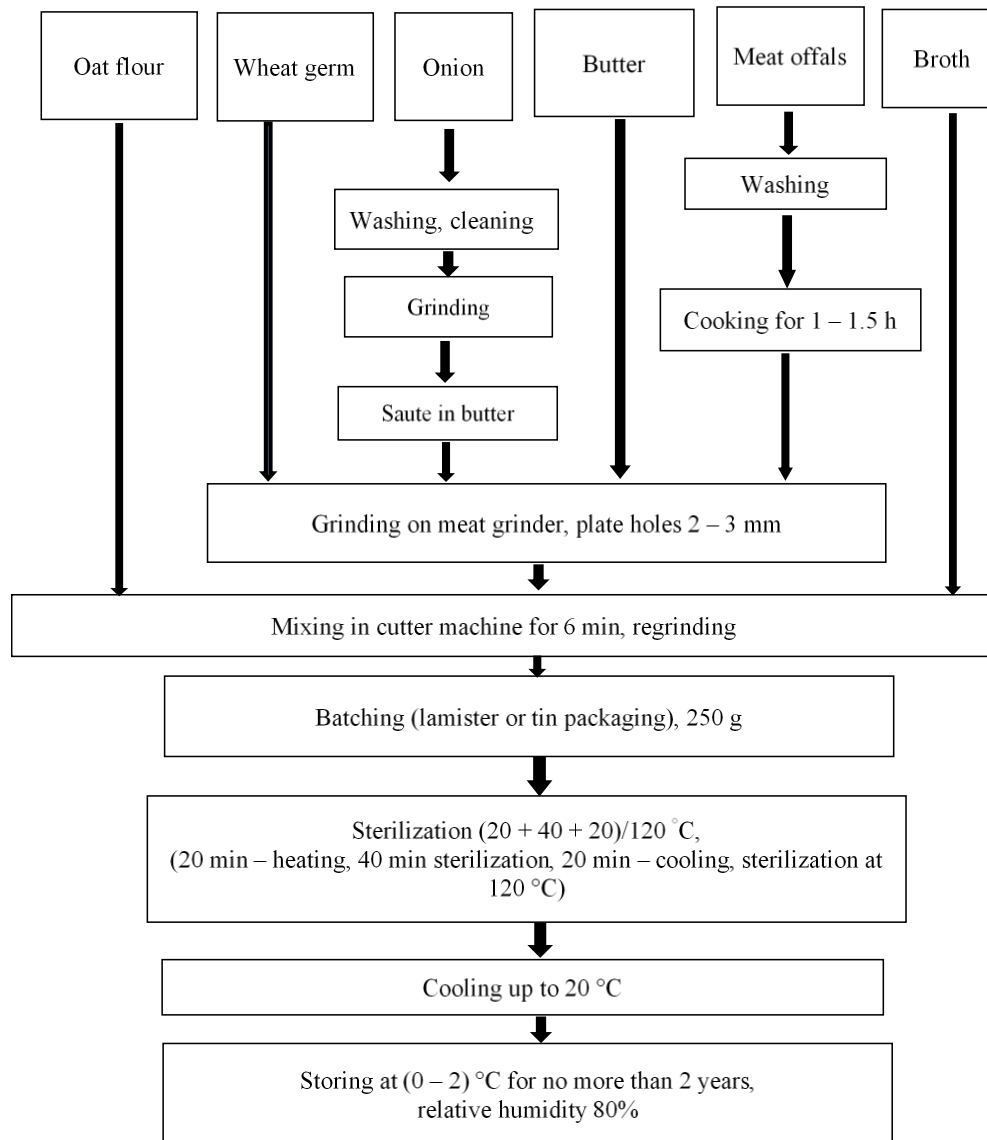 Oat flour
Wheat germ
Onion
Butter
Meat offals
Broth
Washing, cleaning
Washing
Grinding
Cooking for 1 – 1.5 h
Saute in butter
Grinding on meat grinder, plate holes 2 – 3 mm
Mixing in cutter machine for 6 min, regrinding
Batching (lamister or tin packaging), 250 g
Sterilization (20 + 40 + 20)/120 °C,
(20 min – heating, 40 min sterilization, 20 min – cooling, sterilization at
120 °C)
Cooling up to 20 °C
Storing at (0 – 2) °C for no more than 2 years,
relative humidity 80%